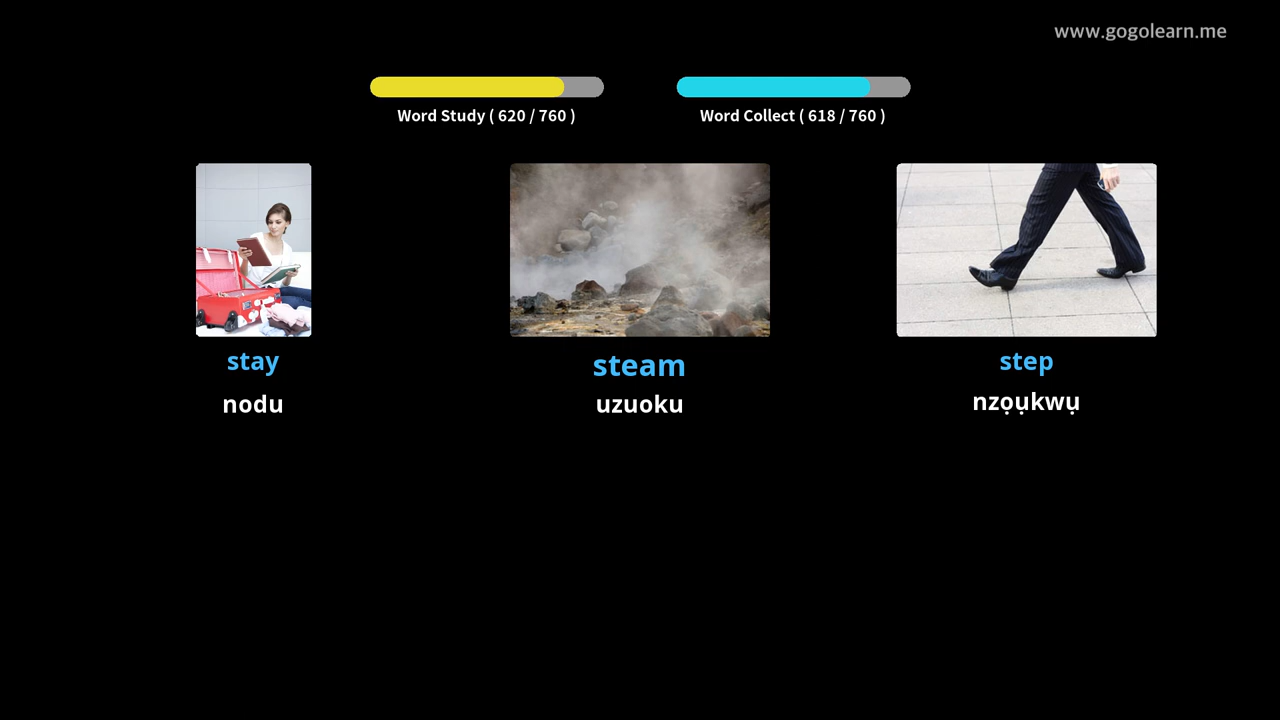 www.gogolearn.me
Word Study ( 620 / 760 )
Word Collect ( 618 / 760 )
stay
steam
step
nodu
uzuoku
nzọụkwụ